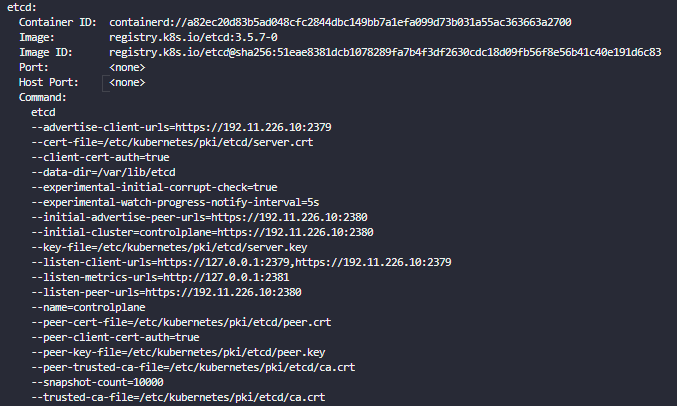 etcd:
Container ID: containerd://a82ec20d83b5ad048cfc2844dbc149bb7a1efa099d73b031a55ac363663a2700
Image: registry.k8s.io/etcd:3.5.7-0
Image ID: registry.k8s.io/etcd@sha256:51eae8381dcb1078289fa7b4f3df2630cdc18d09fb56f8e56b41c40e191d6c83
Port: <none>
Host Port: <none>
Command:
etcd
--advertise-client-urls=https://192.11.226.10:2379
--cert-file=/etc/kubernetes/pki/etcd/server.crt
--client-cert-auth=true
--data-dir=/var/lib/etcd
--experimental-initial-corrupt-check=true
--experimental-watch-progress-notify-interval=5s
--initial-advertise-peer-urls=https://192.11.226.10:2380
--initial-cluster=controlplane=https://192.11.226.10:2380
--key-file=/etc/kubernetes/pki/etcd/server.key
--listen-client-urls=https://127.0.0.1:2379,https://192.11.226.10:2379
--listen-metrics-urls=http://127.0.0.1:2381
--listen-peer-urls=https://192.11.226.10:2380
--name=controlplane
--peer-cert-file=/etc/kubernetes/pki/etcd/peer.crt
--peer-client-cert-auth=true
--peer-key-file=/etc/kubernetes/pki/etcd/peer.key
--peer-trusted-ca-file=/etc/kubernetes/pki/etcd/ca.crt
--snapshot-count=10000
--trusted-ca-file=/etc/kubernetes/pki/etcd/ca.crt